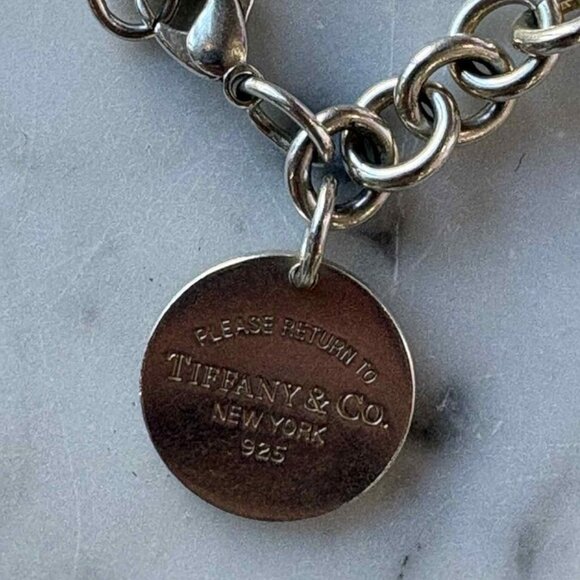 PLEASE RETURN TO
TIFFANY & CO.
NEW YORK
925